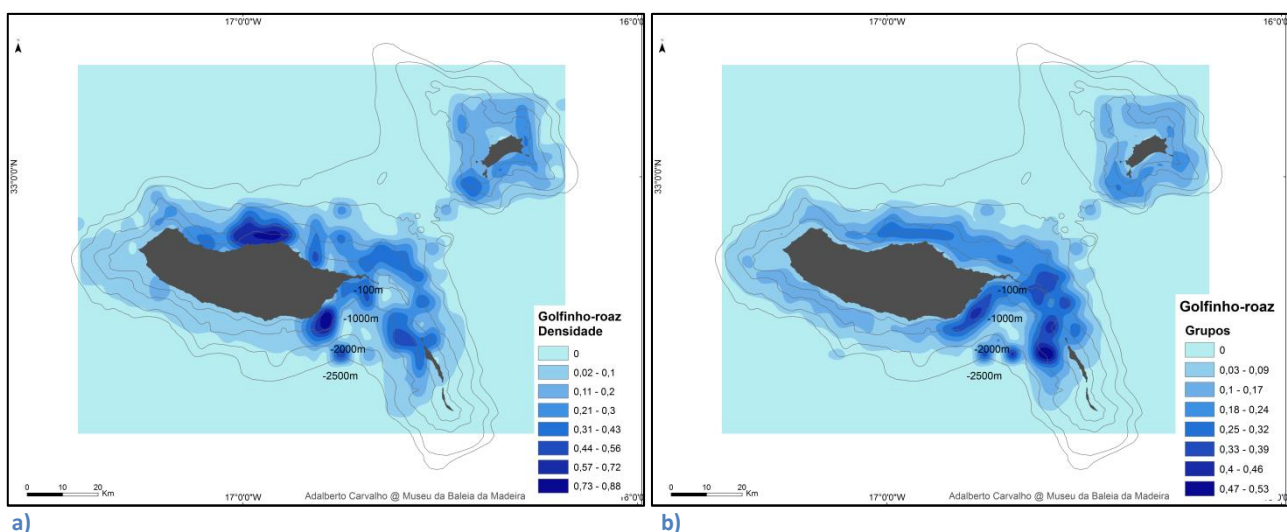 17°0'0"W
33°0'0"N
-100m
-1000m
-2000m
-2500m
Golfinho-roaz
Densidade
0
0,02 - 0,1
0,11 - 0,2
0,21 - 0,3
0,31 - 0,43
0,44 - 0,56
0,57 - 0,72
0,73 - 0,88
0 10 20
Km
17°0'0"W
Adalberto Carvalho @ Museu da Baleia da Madeira
a)
17°0'0"W
33°0'0"N
-100m
-1000m
-2000m
-2500m
Golfinho-roaz
Grupos
0
0,03 - 0,09
0,1 - 0,17
0,18 - 0,24
0,25 - 0,32
0,33 - 0,39
0,4 - 0,46
0,47 - 0,53
0 10 20
Km
17°0'0"W
Adalberto Carvalho @ Museu da Baleia da Madeira
b)